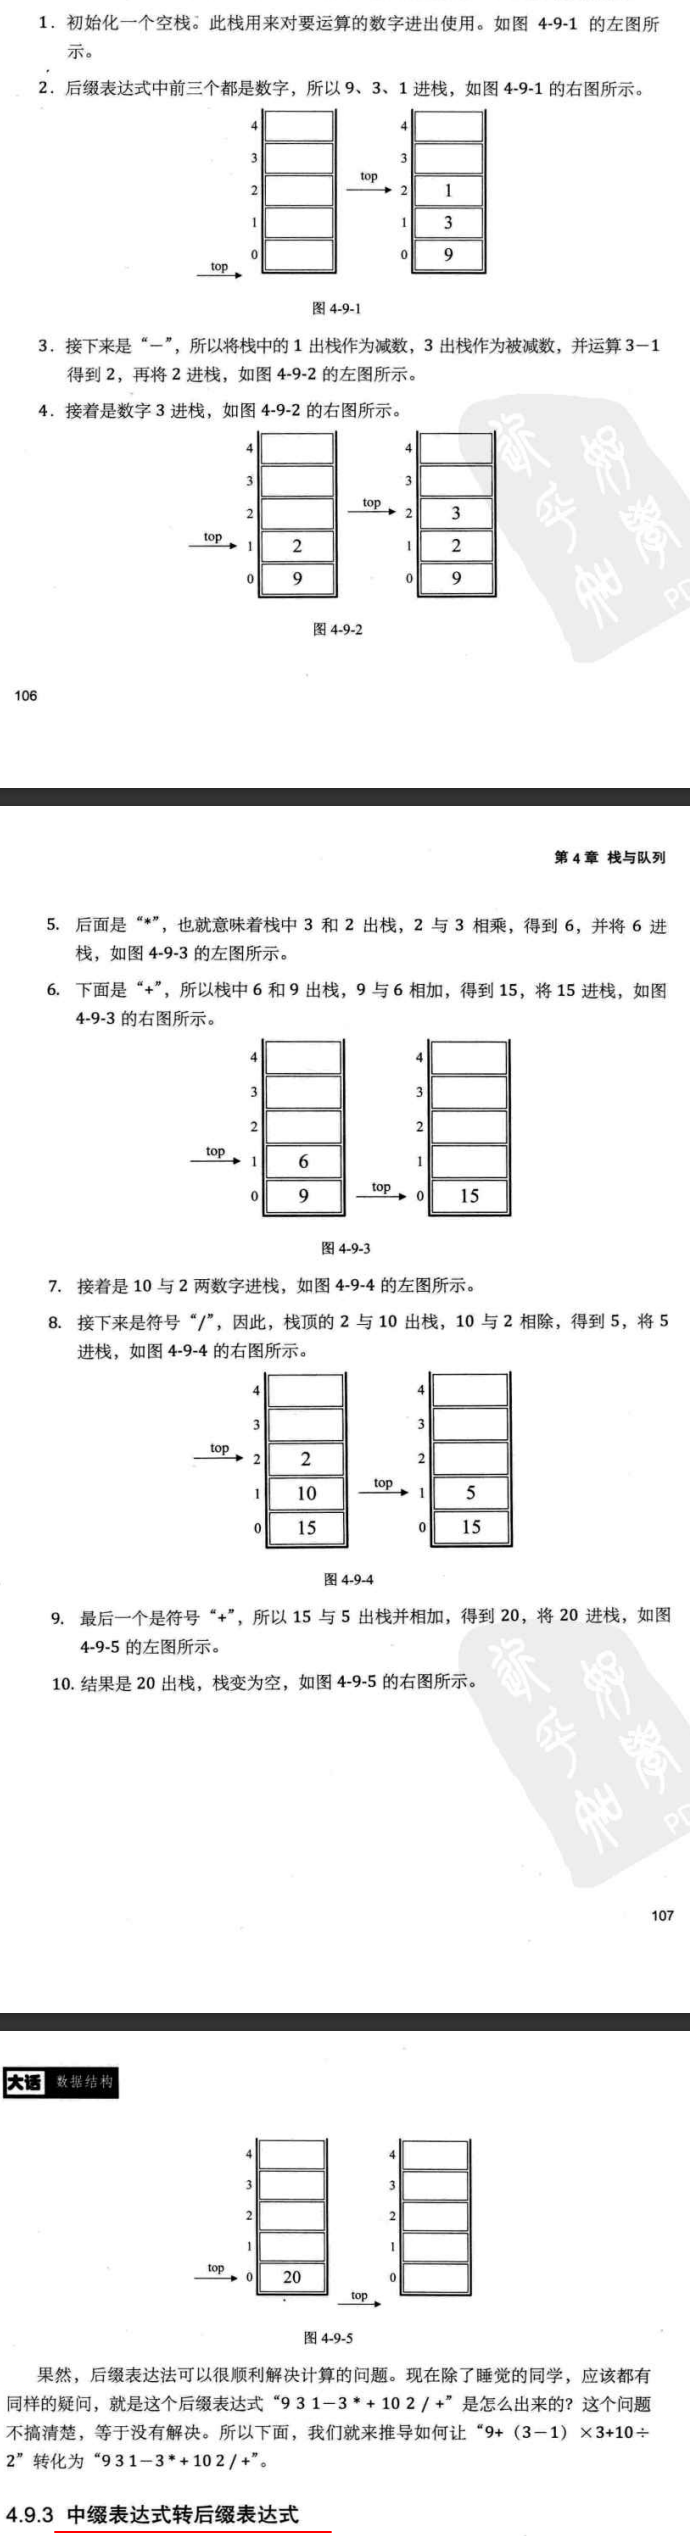 1. 初始化一个空栈。此栈用来对要运算的数字进出使用。如图 4-9-1 的左图所
示。
2. 后缀表达式中前三个都是数字，所以 9、3、1 进栈，如图 4-9-1 的右图所示。
4 4
3 3
top
2 2 1
1 1 3
0 0 9
top
图 4-9-1
3. 接下来是“－”，所以将栈中的 1 出栈作为减数，3 出栈作为被减数，并运算 3－1
得到 2，再将 2 进栈，如图 4-9-2 的左图所示。
4. 接着是数字 3 进栈，如图 4-9-2 的右图所示。
4 4
3 3
top
2 2 3
top
1 2 1 2
0 9 0 9
图 4-9-2
106
第 4 章 栈与队列
5. 后面是“*”，也就意味着栈中 3 和 2 出栈，2 与 3 相乘，得到 6，并将 6 进
栈，如图 4-9-3 的左图所示。
6. 下面是“+”，所以栈中 6 和 9 出栈，9 与 6 相加，得到 15，将 15 进栈，如图
4-9-3 的右图所示。
4 4
3 3
2 2
top
1 6 1
top
0 9 0 15
图 4-9-3
7. 接着是 10 与 2 两数字进栈，如图 4-9-4 的左图所示。
8. 接下来是符号“/”，因此，栈顶的 2 与 10 出栈，10 与 2 相除，得到 5，将 5
进栈，如图 4-9-4 的右图所示。
4 4
3 3
top
2 2 2
top
1 10 1 5
0 15 0 15
图 4-9-4
9. 最后一个是符号“+”，所以 15 与 5 出栈并相加，得到 20，将 20 进栈，如图
4-9-5 的左图所示。
10. 结果是 20 出栈，栈变为空，如图 4-9-5 的右图所示。
107
大话 数据结构
4 4
3 3
2 2
1 1
top
0 20 0
top
图 4-9-5
果然，后缀表达法可以很顺利解决计算的问题。现在除了睡觉的同学，应该都有
同样的疑问，就是这个后缀表达式“9 3 1－3 * + 10 2 / +”是怎么出来的？这个问题
不搞清楚，等于没有解决。所以下面，我们就来推导如何让“9+（3－1）×3+10÷
2”转化为“9 3 1－3 * + 10 2 / +”。
4.9.3 中缀表达式转后缀表达式